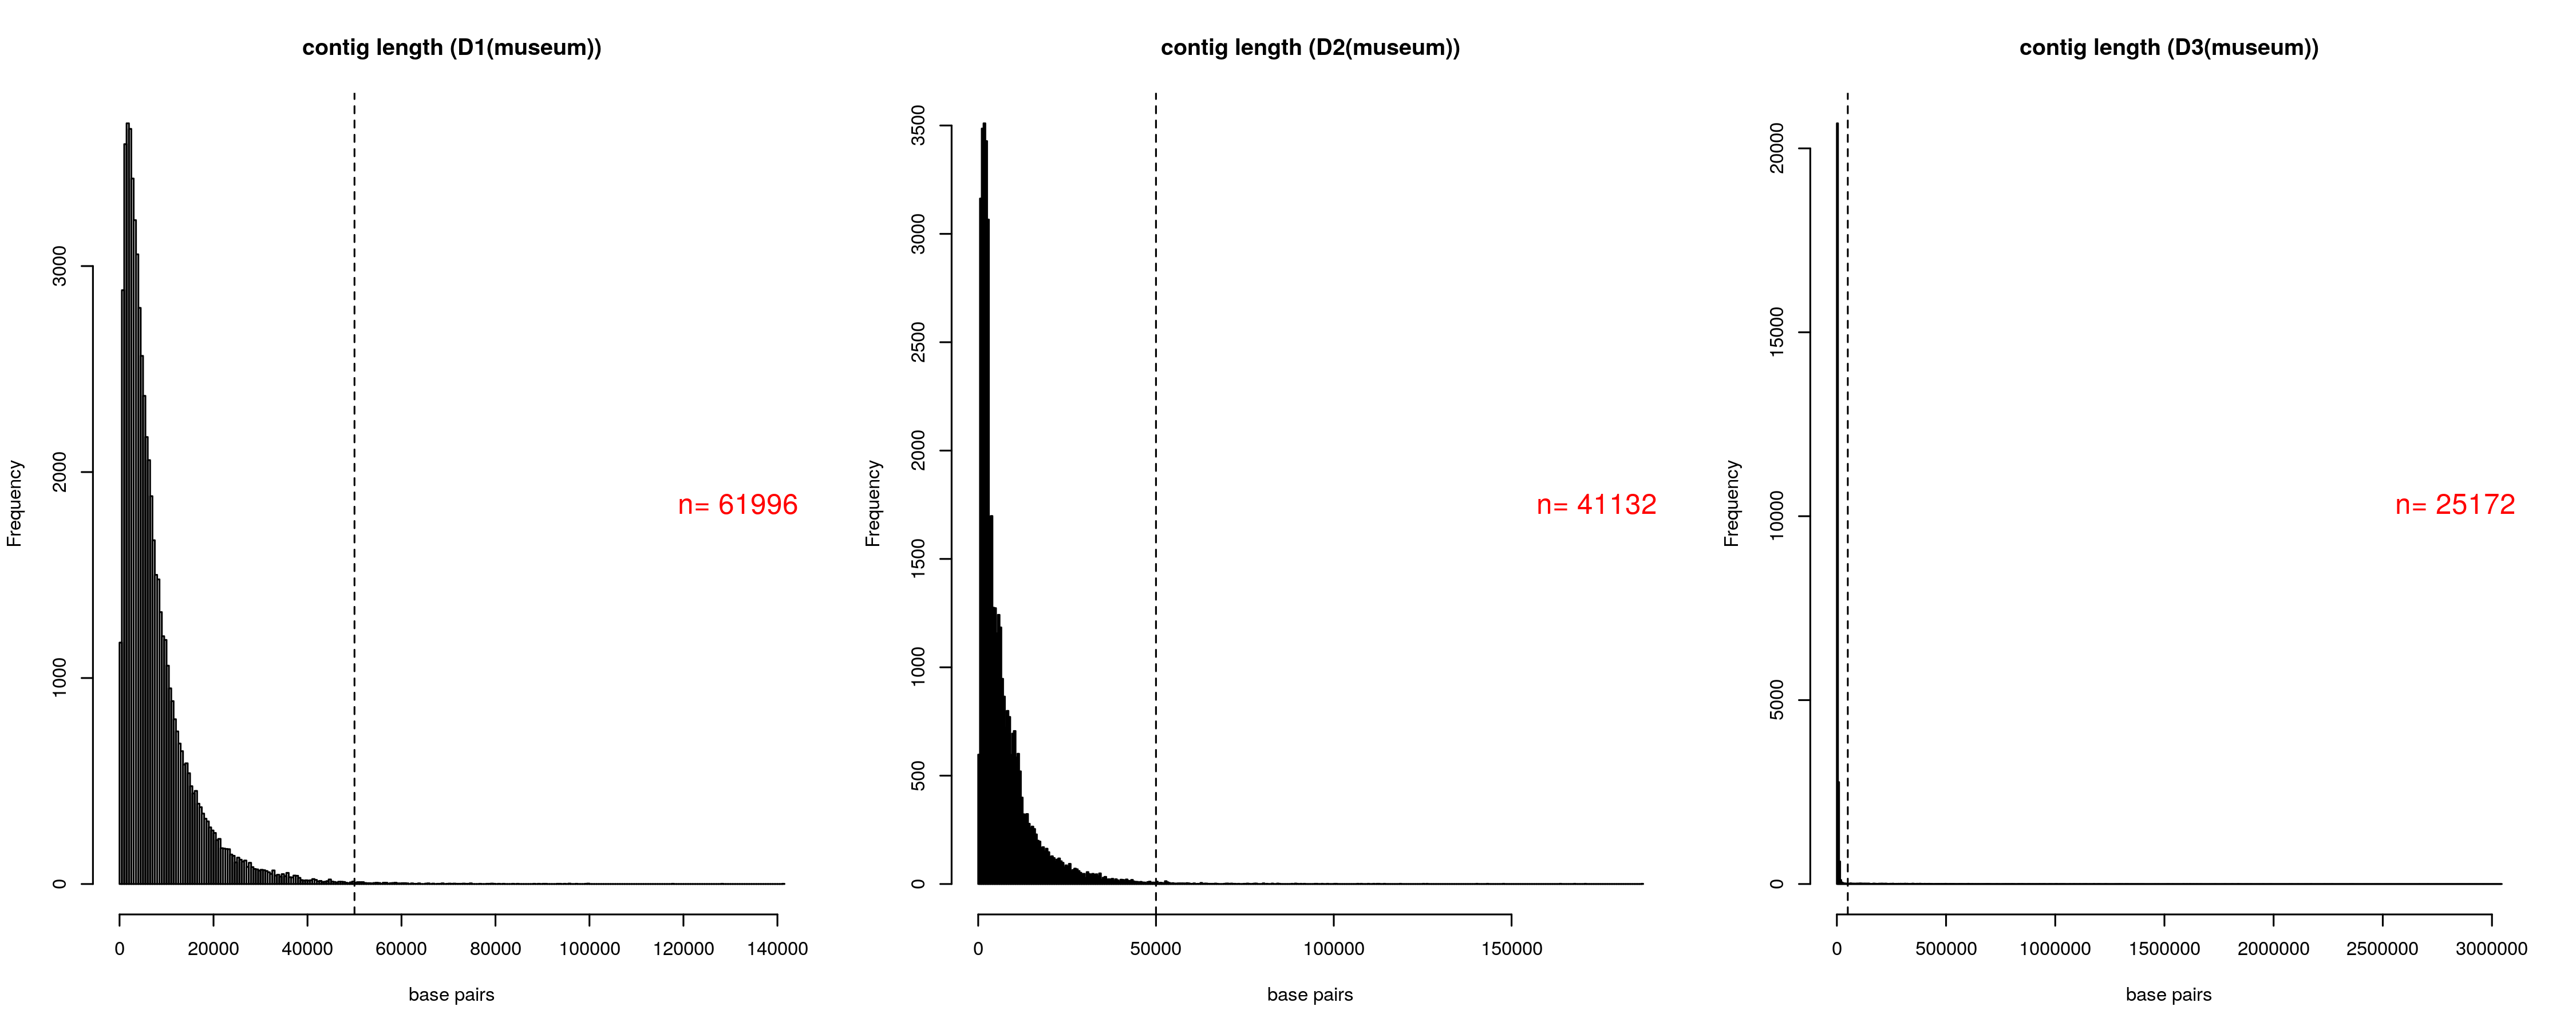 contig length (D1(museum))
Frequency
3000
2000
1000
0
n= 61996
0 20000 40000 60000 80000 100000 120000 140000
base pairs
contig length (D2(museum))
Frequency
3500
3000
2500
2000
1500
1000
500
0
n= 41132
0 50000 100000 150000
base pairs
contig length (D3(museum))
Frequency
20000
15000
10000
5000
0
n= 25172
0 500000 1000000 1500000 2000000 2500000 3000000
base pairs